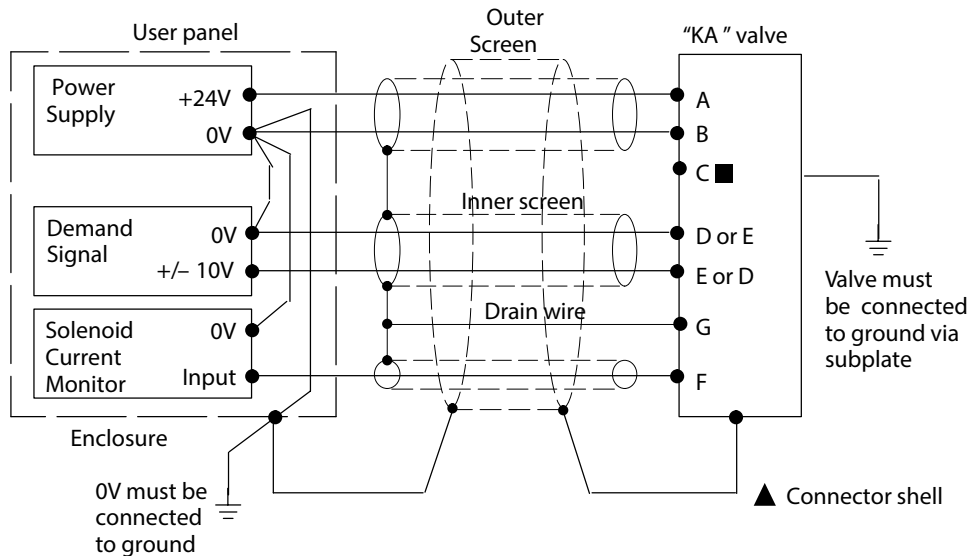 User panel
Outer
Screen
“KA ” valve
Power
Supply
+24V
0V
A
B
C
Inner screen
Demand
Signal
0V
+/– 10V
D or E
E or D
Valve must
be connected
to ground via
subplate
Solenoid
Current
Monitor
0V
Input
Drain wire
G
F
Enclosure
0V must be
connected
to ground
Connector shell